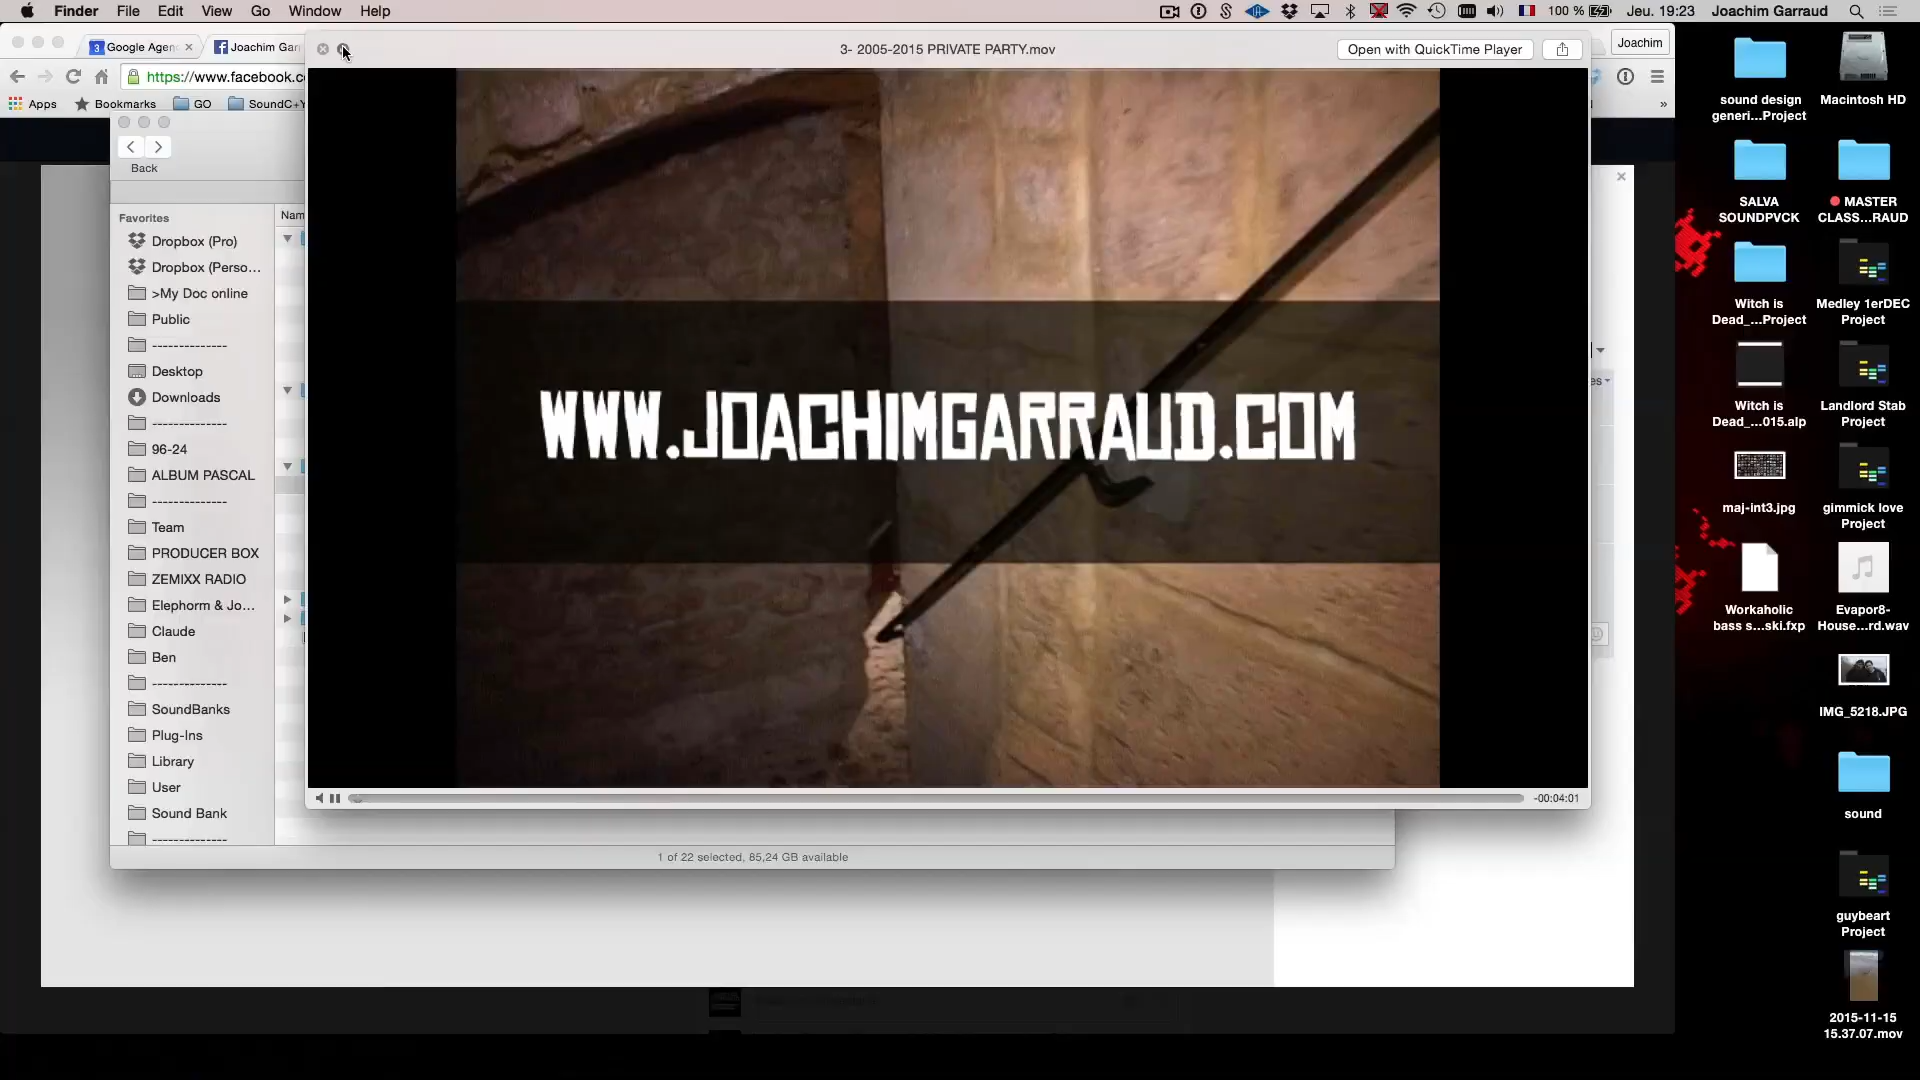 Finder File Edit View Go Window Help
100 % Jeu. 19:23 Joachim Garraud
3 Google Agen
Joachim Garr
Joachim
https://www.facebook.c
Apps Bookmarks GO SoundC+Y
»
3- 2005-2015 PRIVATE PARTY.mov
Open with QuickTime Player
Back
Nam
Favorites
Dropbox (Pro)
Dropbox (Perso...
>My Doc online
Public
--------------
Desktop
Downloads
--------------
96-24
ALBUM PASCAL
--------------
Team
PRODUCER BOX
ZEMIXX RADIO
Elephorm & Jo...
Claude
Ben
--------------
SoundBanks
Plug-Ins
Library
User
Sound Bank
--------------
WWW.JOACHIMGARRAUD.COM
-00:04:01
1 of 22 selected, 85,24 GB available
es
sound design
generi...Project
Macintosh HD
SALVA
SOUNDPVCK
MASTER
CLASS...RAUD
Witch is
Dead_...Project
Medley 1erDEC
Project
Witch is
Dead_...015.alp
Landlord Stab
Project
maj-int3.jpg
gimmick love
Project
Workaholic
bass s...ski.fxp
Evapor8-
House...rd.wav
IMG_5218.JPG
sound
guybeart
Project
2015-11-15
15.37.07.mov